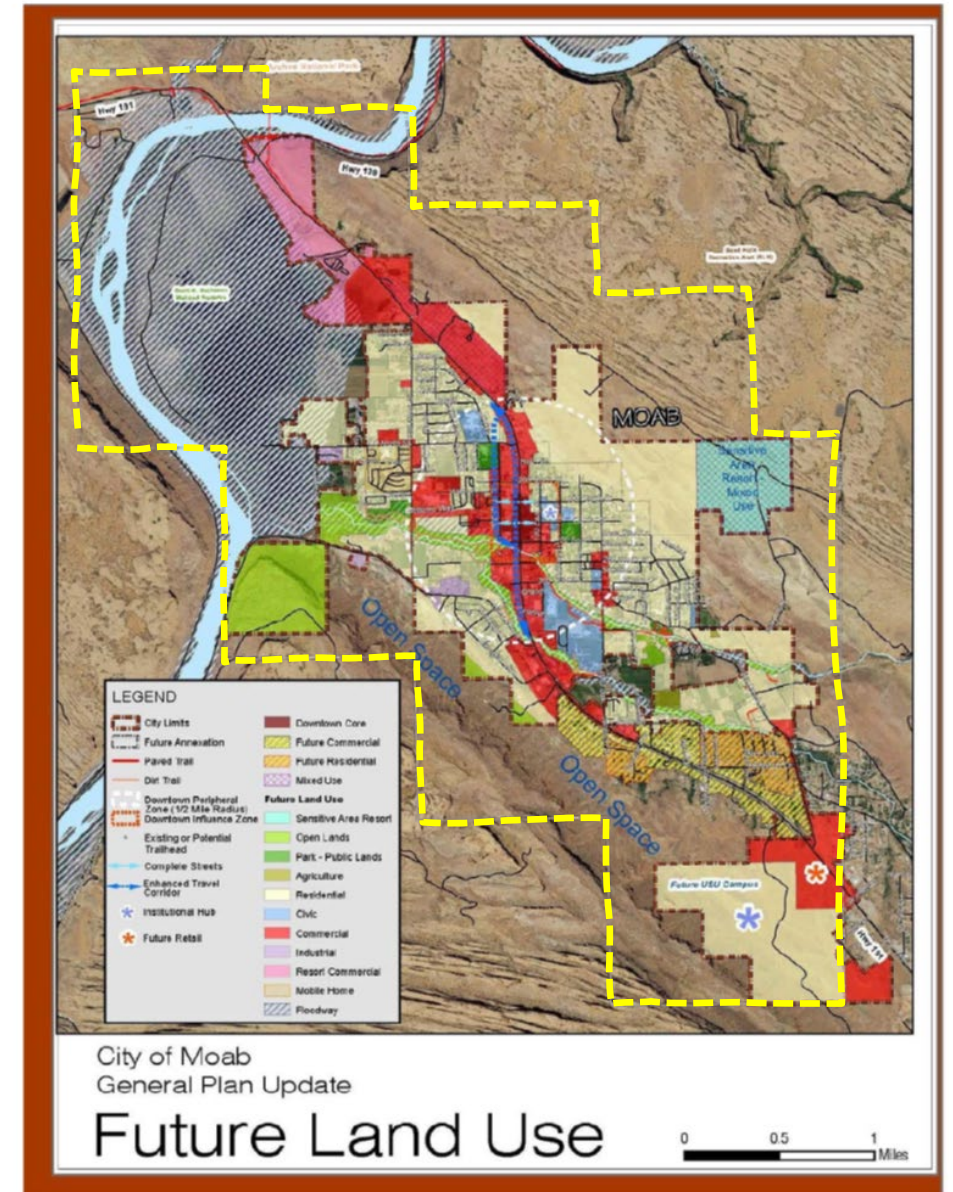 Hwy 191
Hwy 128
MOAB
Sensitive
Area
Resort -
Mixed
Use
Open Space
Open Space
Future USU Campus
Hwy 191
LEGEND
City Limits
Future Annexation
Paved Trail
Dirt Trail
Downtown Peripheral
Zone (1/2 Mile Radius)
Downtown Influence Zone
Existing or Potential
Trailhead
Complete Streets
Enhanced Travel
Corridor
Institutional Hub
Future Retail
Downtown Core
Future Commercial
Future Residential
Mixed Use
Future Land Use
Sensitive Area Resort
Open Lands
Park - Public Lands
Agriculture
Residential
Civic
Commercial
Industrial
Resort Commercial
Mobile Home
Floodway
City of Moab
General Plan Update
Future Land Use
0 0.5 1
Miles